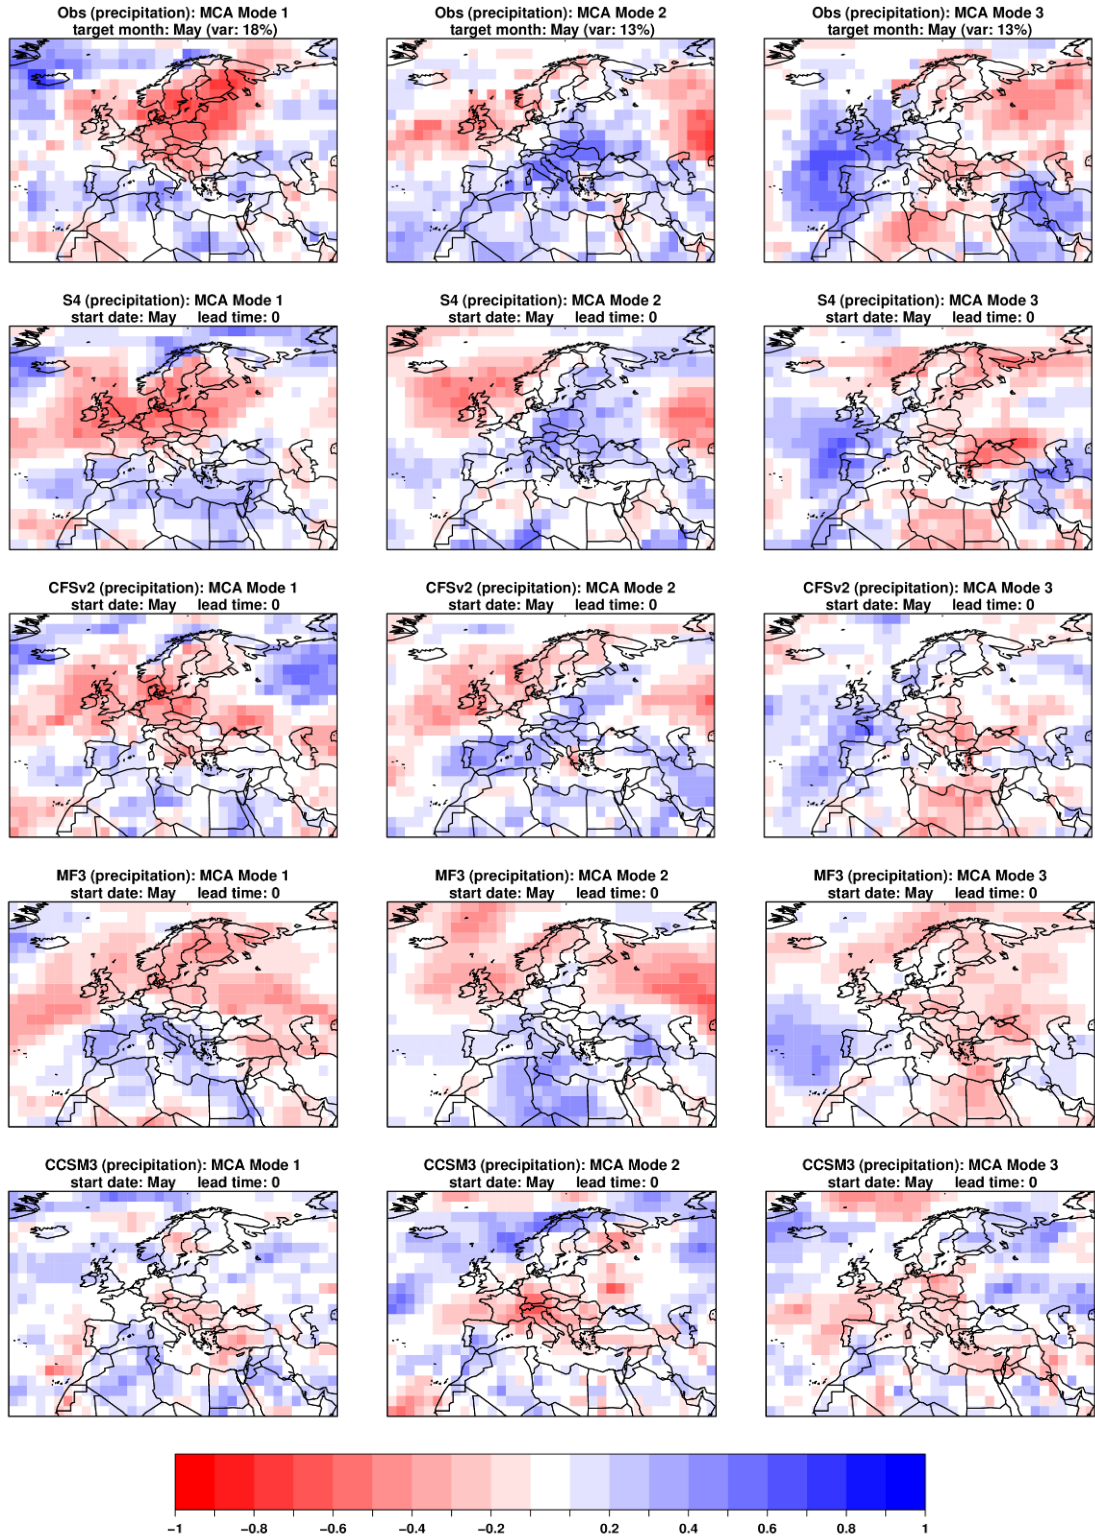 Obs (precipitation): MCA Mode 1
target month: May (var: 18%)
Obs (precipitation): MCA Mode 2
target month: May (var: 13%)
Obs (precipitation): MCA Mode 3
target month: May (var: 13%)
S4 (precipitation): MCA Mode 1
start date: May lead time: 0
S4 (precipitation): MCA Mode 2
start date: May lead time: 0
S4 (precipitation): MCA Mode 3
start date: May lead time: 0
CFSv2 (precipitation): MCA Mode 1
start date: May lead time: 0
CFSv2 (precipitation): MCA Mode 2
start date: May lead time: 0
CFSv2 (precipitation): MCA Mode 3
start date: May lead time: 0
MF3 (precipitation): MCA Mode 1
start date: May lead time: 0
MF3 (precipitation): MCA Mode 2
start date: May lead time: 0
MF3 (precipitation): MCA Mode 3
start date: May lead time: 0
CCSM3 (precipitation): MCA Mode 1
start date: May lead time: 0
CCSM3 (precipitation): MCA Mode 2
start date: May lead time: 0
CCSM3 (precipitation): MCA Mode 3
start date: May lead time: 0
−1 −0.8 −0.6 −0.4 −0.2 0 0.2 0.4 0.6 0.8 1